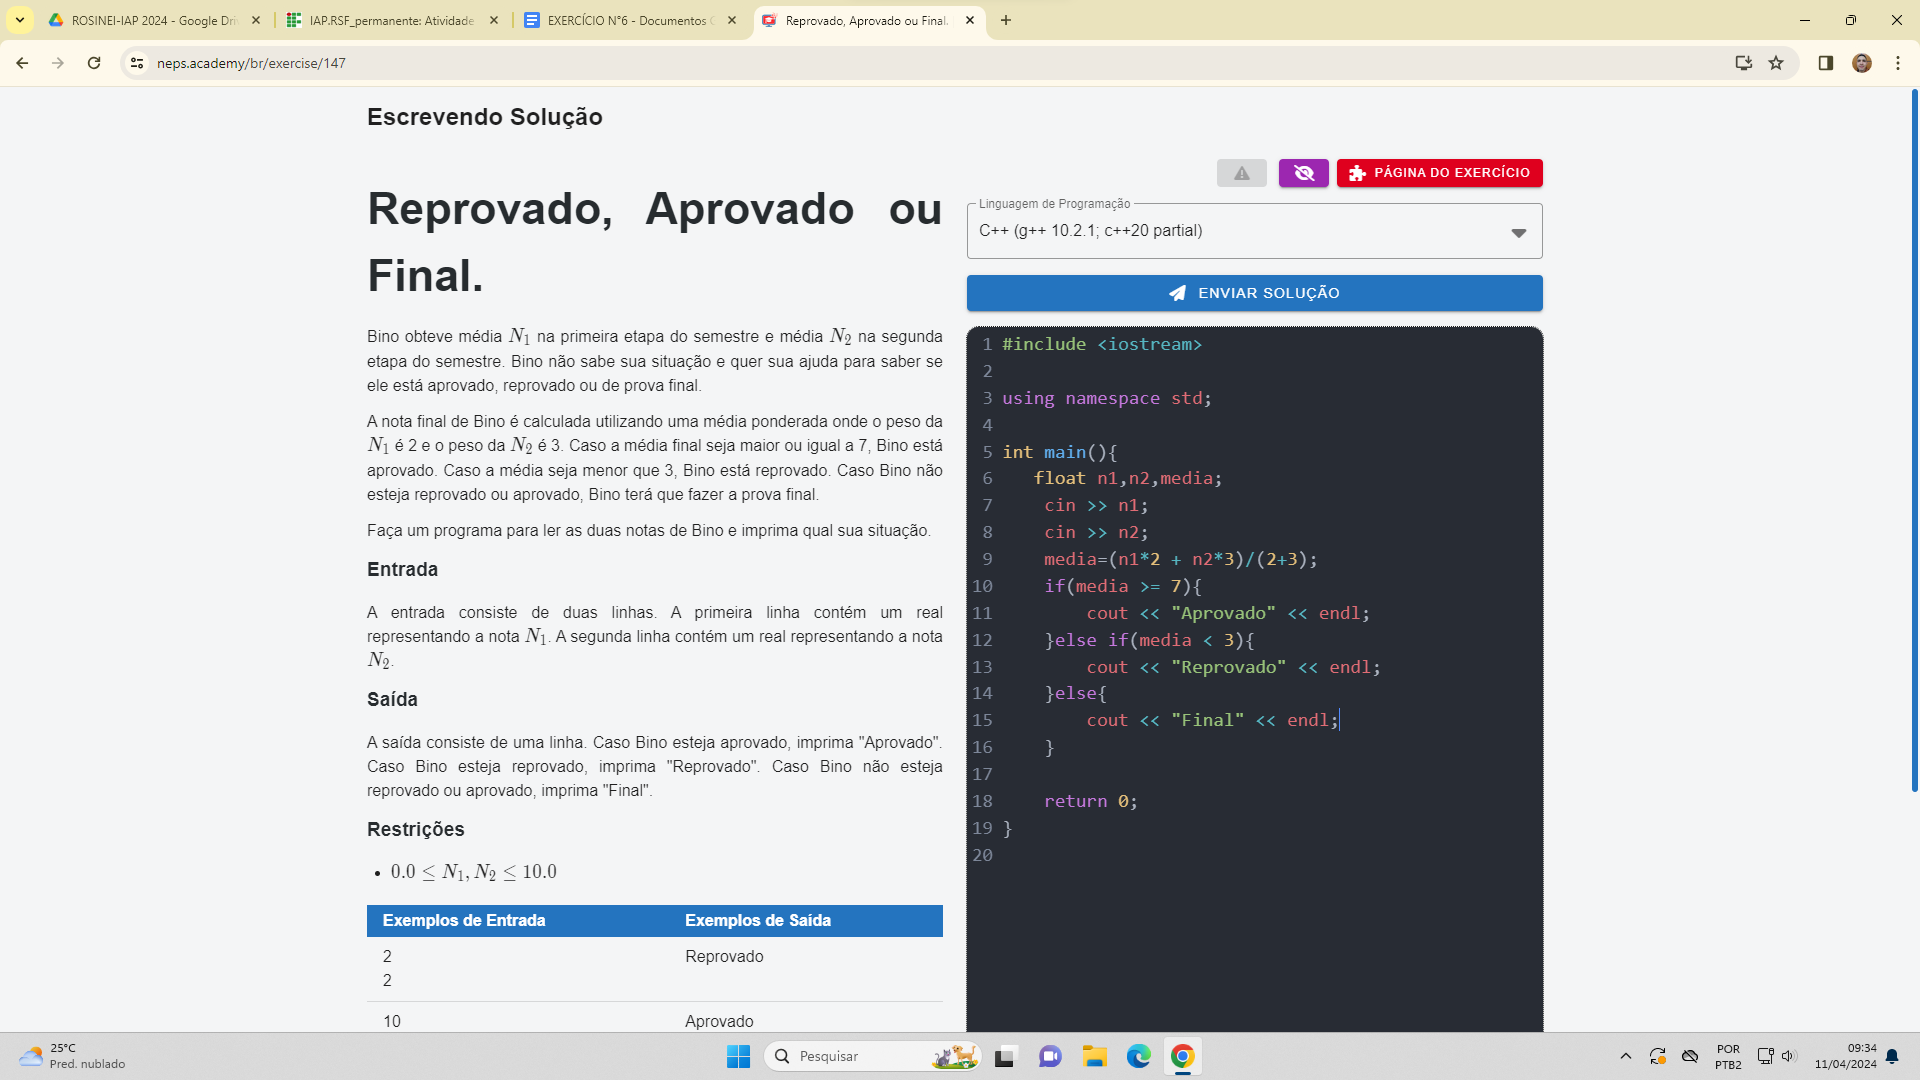 ROSINEI-IAP 2024 - Google Dri
IAP.RSF_permanente: Atividade
EXERCÍCIO N°6 - Documentos G
Reprovado, Aprovado ou Final.
neps.academy/br/exercise/147
Escrevendo Solução
PÁGINA DO EXERCÍCIO
Reprovado, Aprovado ou
Final.
Linguagem de Programação
C++ (g++ 10.2.1; c++20 partial)
ENVIAR SOLUÇÃO
Bino obteve média N1 na primeira etapa do semestre e média N2 na segunda
etapa do semestre. Bino não sabe sua situação e quer sua ajuda para saber se
ele está aprovado, reprovado ou de prova final.
A nota final de Bino é calculada utilizando uma média ponderada onde o peso da
N1 é 2 e o peso da N2 é 3. Caso a média final seja maior ou igual a 7, Bino está
aprovado. Caso a média seja menor que 3, Bino está reprovado. Caso Bino não
esteja reprovado ou aprovado, Bino terá que fazer a prova final.
Faça um programa para ler as duas notas de Bino e imprima qual sua situação.
Entrada
A entrada consiste de duas linhas. A primeira linha contém um real
representando a nota N1. A segunda linha contém um real representando a nota
N2.
Saída
A saída consiste de uma linha. Caso Bino esteja aprovado, imprima "Aprovado".
Caso Bino esteja reprovado, imprima "Reprovado". Caso Bino não esteja
reprovado ou aprovado, imprima "Final".
Restrições
• 0.0 ≤ N1, N2 ≤ 10.0
Exemplos de Entrada Exemplos de Saída
2 Reprovado
2
10 Aprovado
1 #include <iostream>
2
3 using namespace std;
4
5 int main(){
6    float n1,n2,media;
7     cin >> n1;
8     cin >> n2;
9     media=(n1*2 + n2*3)/(2+3);
10     if(media >= 7){
11         cout << "Aprovado" << endl;
12     }else if(media < 3){
13         cout << "Reprovado" << endl;
14     }else{
15         cout << "Final" << endl;
16     }
17
18     return 0;
19 }
20
25°C
Pred. nublado
Pesquisar
POR
PTB2
09:34
11/04/2024